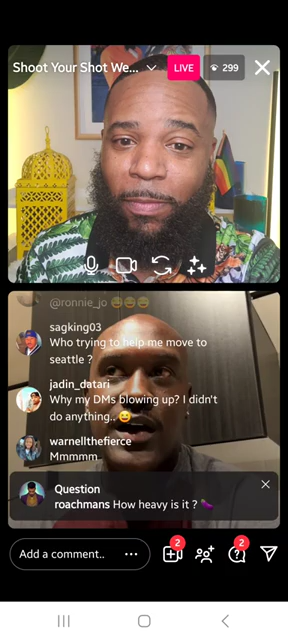 Shoot Your Shot We...
LIVE
299
@ronnie_jo 😂😂😂
sagking03
Who trying to help me move to
seattle ?
jadin_datari
Why my DMs blowing up? I didn't
do anything.. 😉
warnellthefierce
Mmmmm
Question
roachmans How heavy is it ? 🍆
2
2
Add a comment..